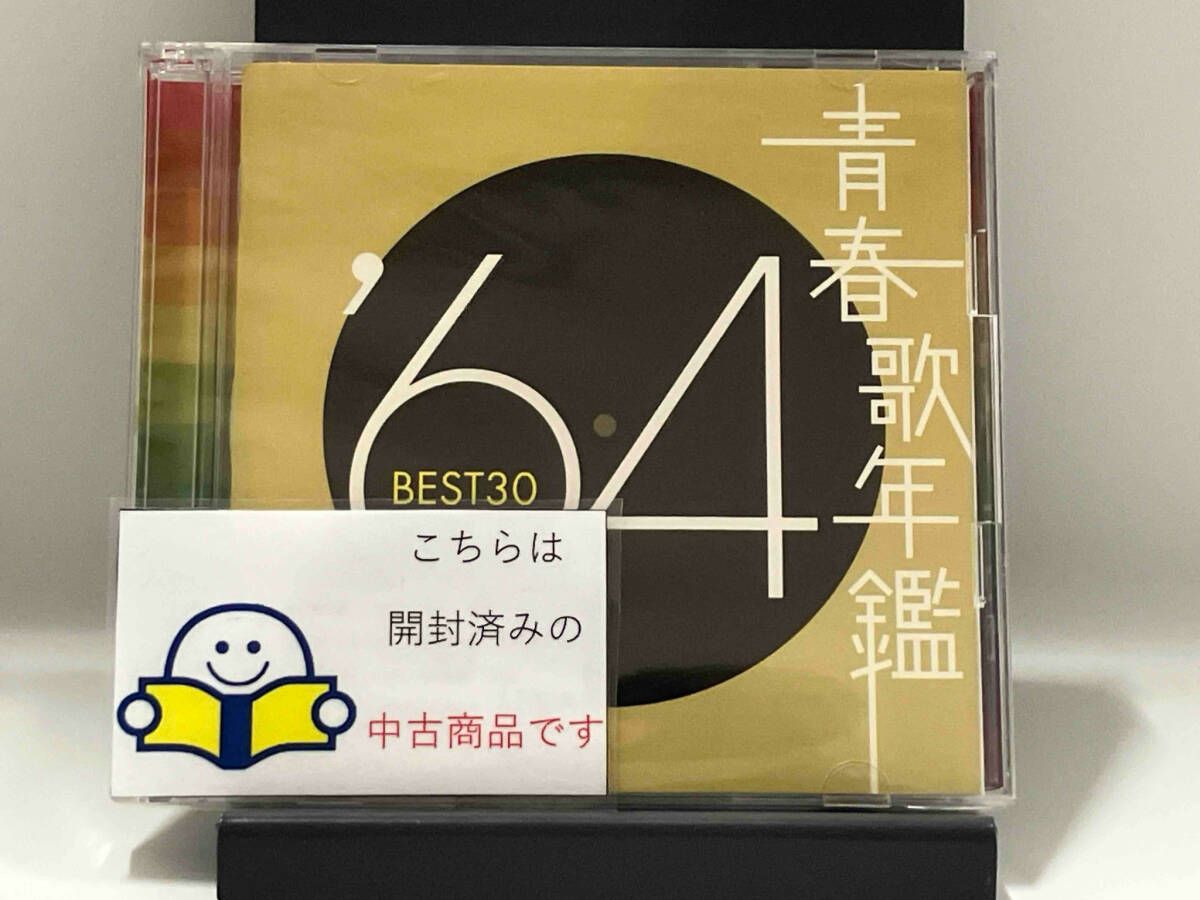 青春歌年鑑
'64
BEST30
こちらは
開封済みの
中古商品です